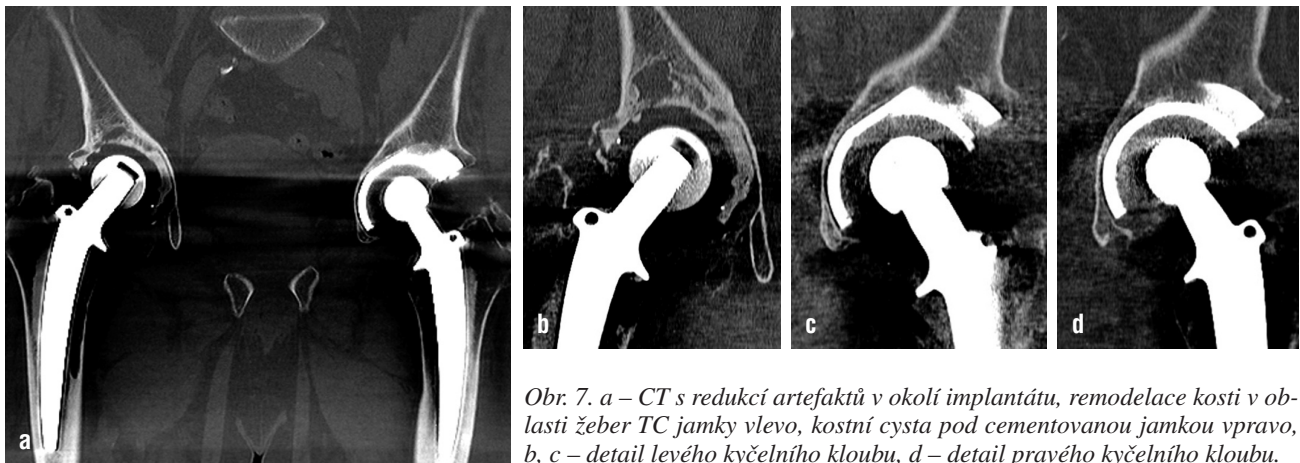 a
b
c
d
Obr. 7. a – CT s redukcí artefaktů v okolí implantátu, remodelace kosti v ob-
lasti žeber TC jamky vlevo, kostní cysta pod cementovanou jamkou vpravo,
b, c – detail levého kyčelního kloubu, d – detail pravého kyčelního kloubu.